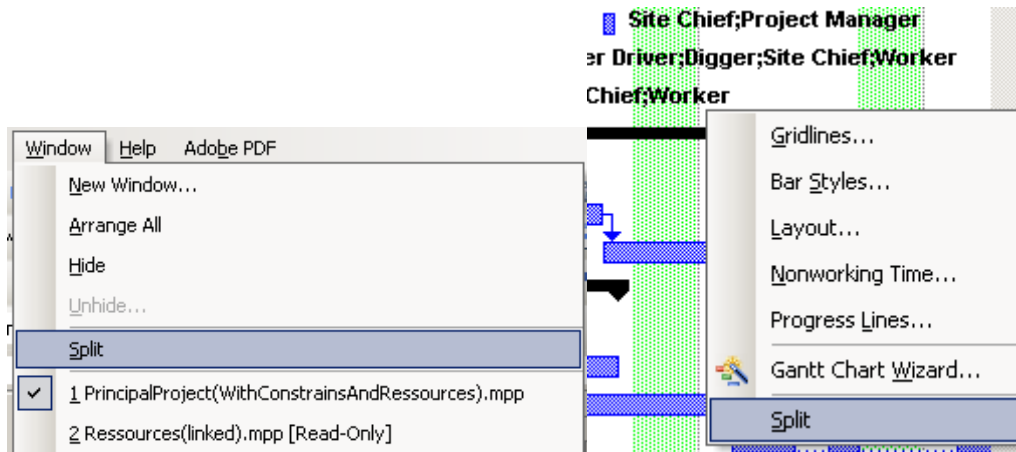 Window Help Adobe PDF
New Window...
Arrange All
Hide
Unhide...
Split
1 PrincipalProject(WithConstrainsAndRessources).mpp
2 Ressources(linked).mpp [Read-Only]
Site Chief;Project Manager
er Driver;Digger;Site Chief;Worker
Chief;Worker
Gridlines...
Bar Styles...
Layout...
Nonworking Time...
Progress Lines...
Gantt Chart Wizard...
Split